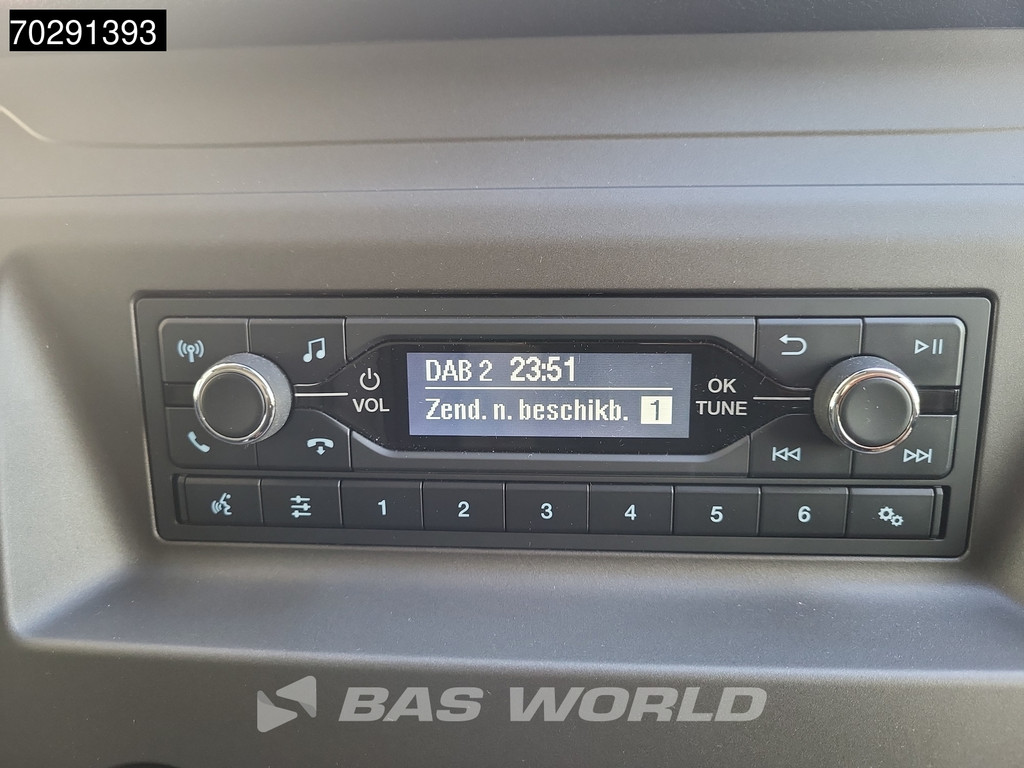 70291393
DAB 2 23:51
Zend. n. beschikb. 1
VOL
OK
TUNE
1 2 3 4 5 6
BAS WORLD